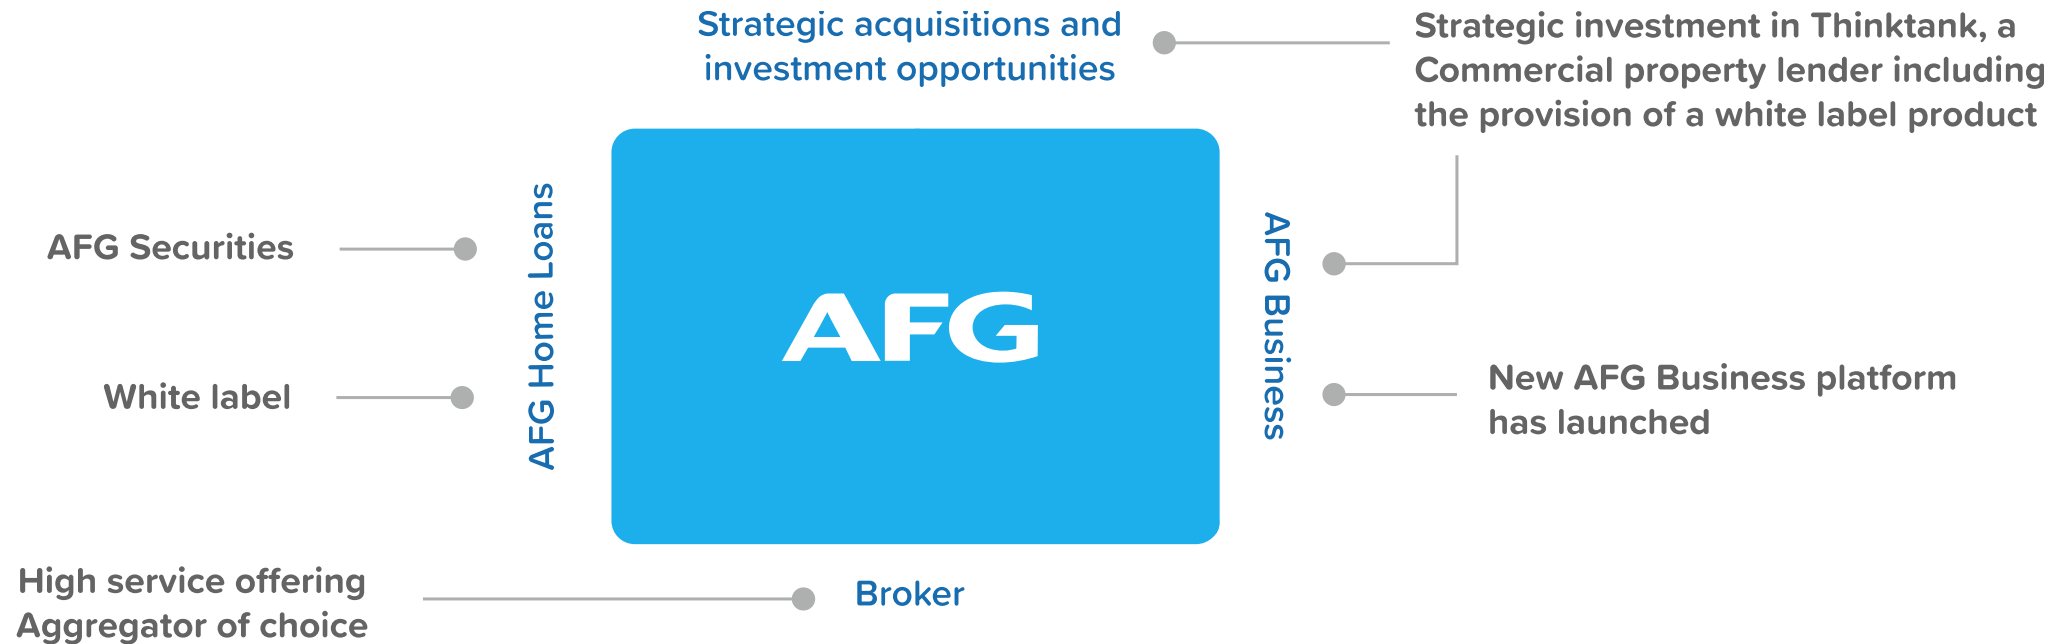 Strategic acquisitions and
investment opportunities
Strategic investment in Thinktank, a
Commercial property lender including
the provision of a white label product
AFG Securities
White label
AFG Home Loans
AFG
AFG Business
New AFG Business platform
has launched
High service offering
Aggregator of choice
Broker